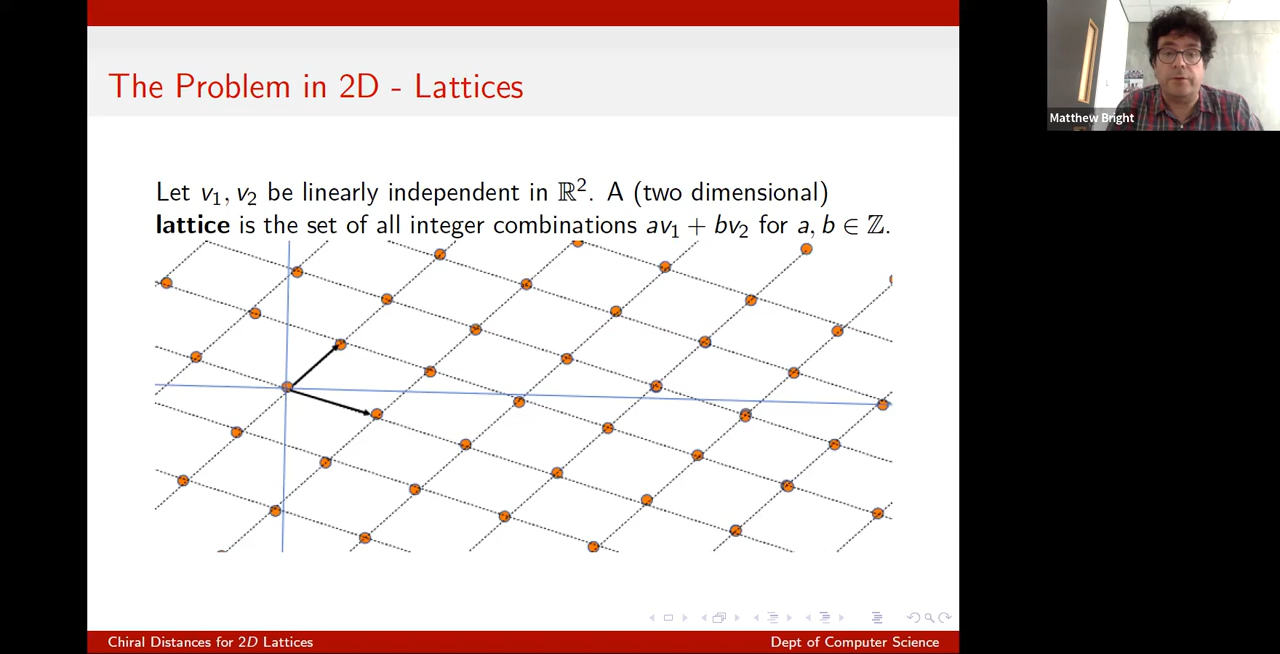 The Problem in 2D - Lattices
Matthew Bright
Let v₁, v₂ be linearly independent in ℝ². A (two dimensional)
lattice is the set of all integer combinations av₁ + bv₂ for a, b ∈ ℤ.
Chiral Distances for 2D Lattices
Dept of Computer Science